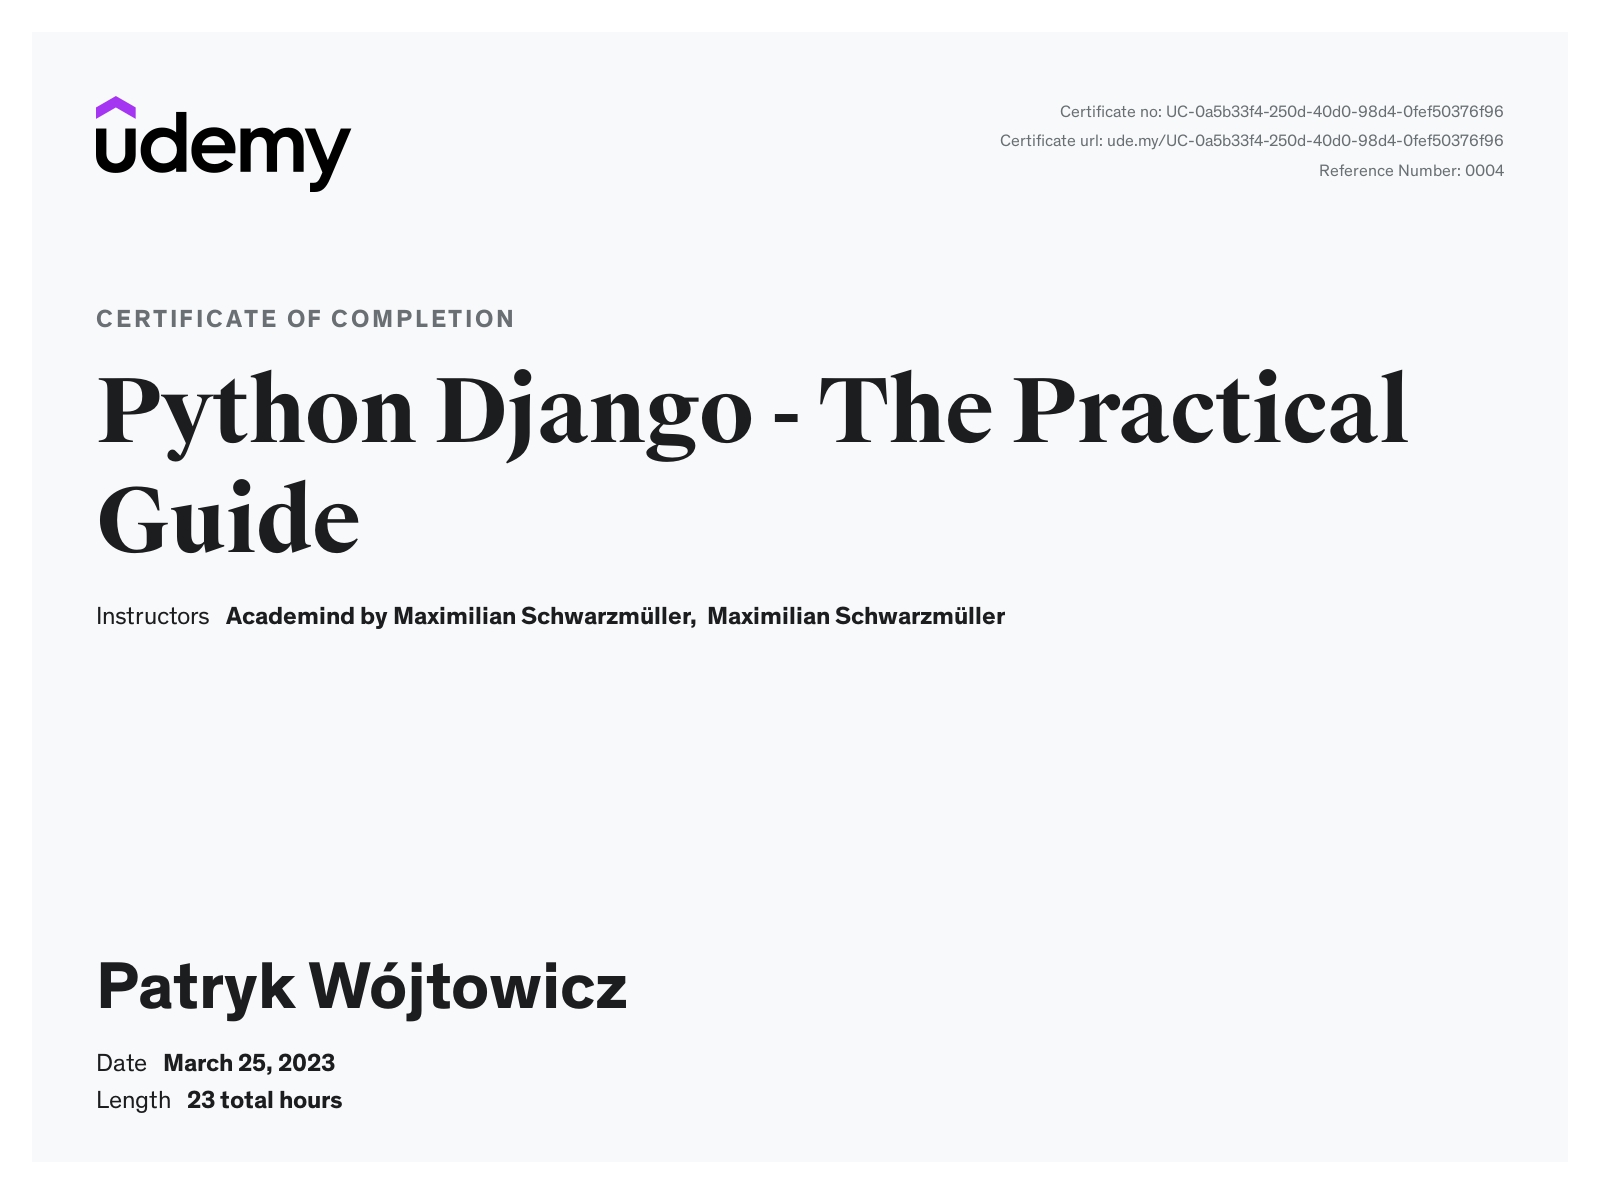 udemy
Certificate no: UC-0a5b33f4-250d-40d0-98d4-0fef50376f96
Certificate url: ude.my/UC-0a5b33f4-250d-40d0-98d4-0fef50376f96
Reference Number: 0004
CERTIFICATE OF COMPLETION
Python Django - The Practical
Guide
Instructors Academind by Maximilian Schwarzmüller, Maximilian Schwarzmüller
Patryk Wójtowicz
Date March 25, 2023
Length 23 total hours